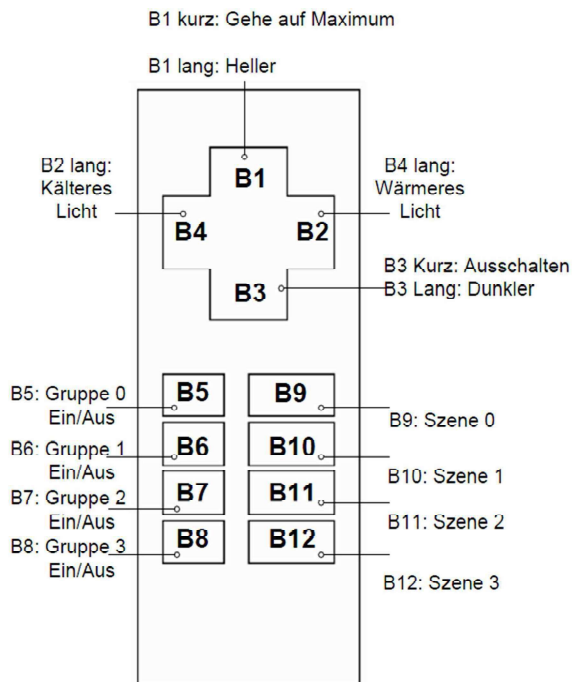 B1 kurz: Gehe auf Maximum
B1 lang: Heller
B2 lang:
Kälteres
Licht
B4 lang:
Wärmeres
Licht
B1
B4
B2
B3
B3 Kurz: Ausschalten
B3 Lang: Dunkler
B5: Gruppe 0
Ein/Aus
B6: Gruppe 1
Ein/Aus
B7: Gruppe 2
Ein/Aus
B8: Gruppe 3
Ein/Aus
B5
B9
B6
B10
B7
B11
B8
B12
B9: Szene 0
B10: Szene 1
B11: Szene 2
B12: Szene 3